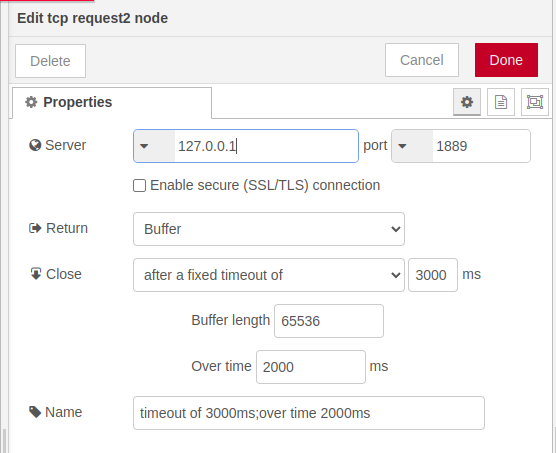 Edit tcp request2 node
Delete
Cancel
Done
Properties
Server 127.0.0.1 port 1889
Enable secure (SSL/TLS) connection
Return Buffer
Close after a fixed timeout of 3000 ms
Buffer length 65536
Over time 2000 ms
Name timeout of 3000ms;over time 2000ms